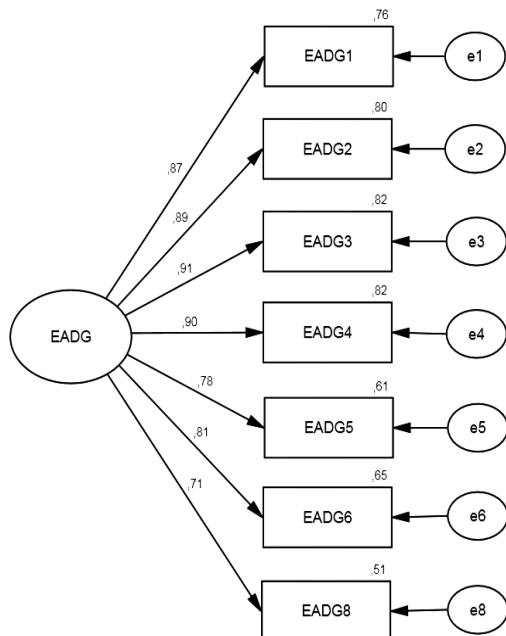 ,76
EADG1
e1
,80
,87
EADG2
e2
,89
,82
EADG3
e3
,91
,82
EADG
,90
EADG4
e4
,78
,61
EADG5
e5
,81
,65
,71
EADG6
e6
,51
EADG8
e8